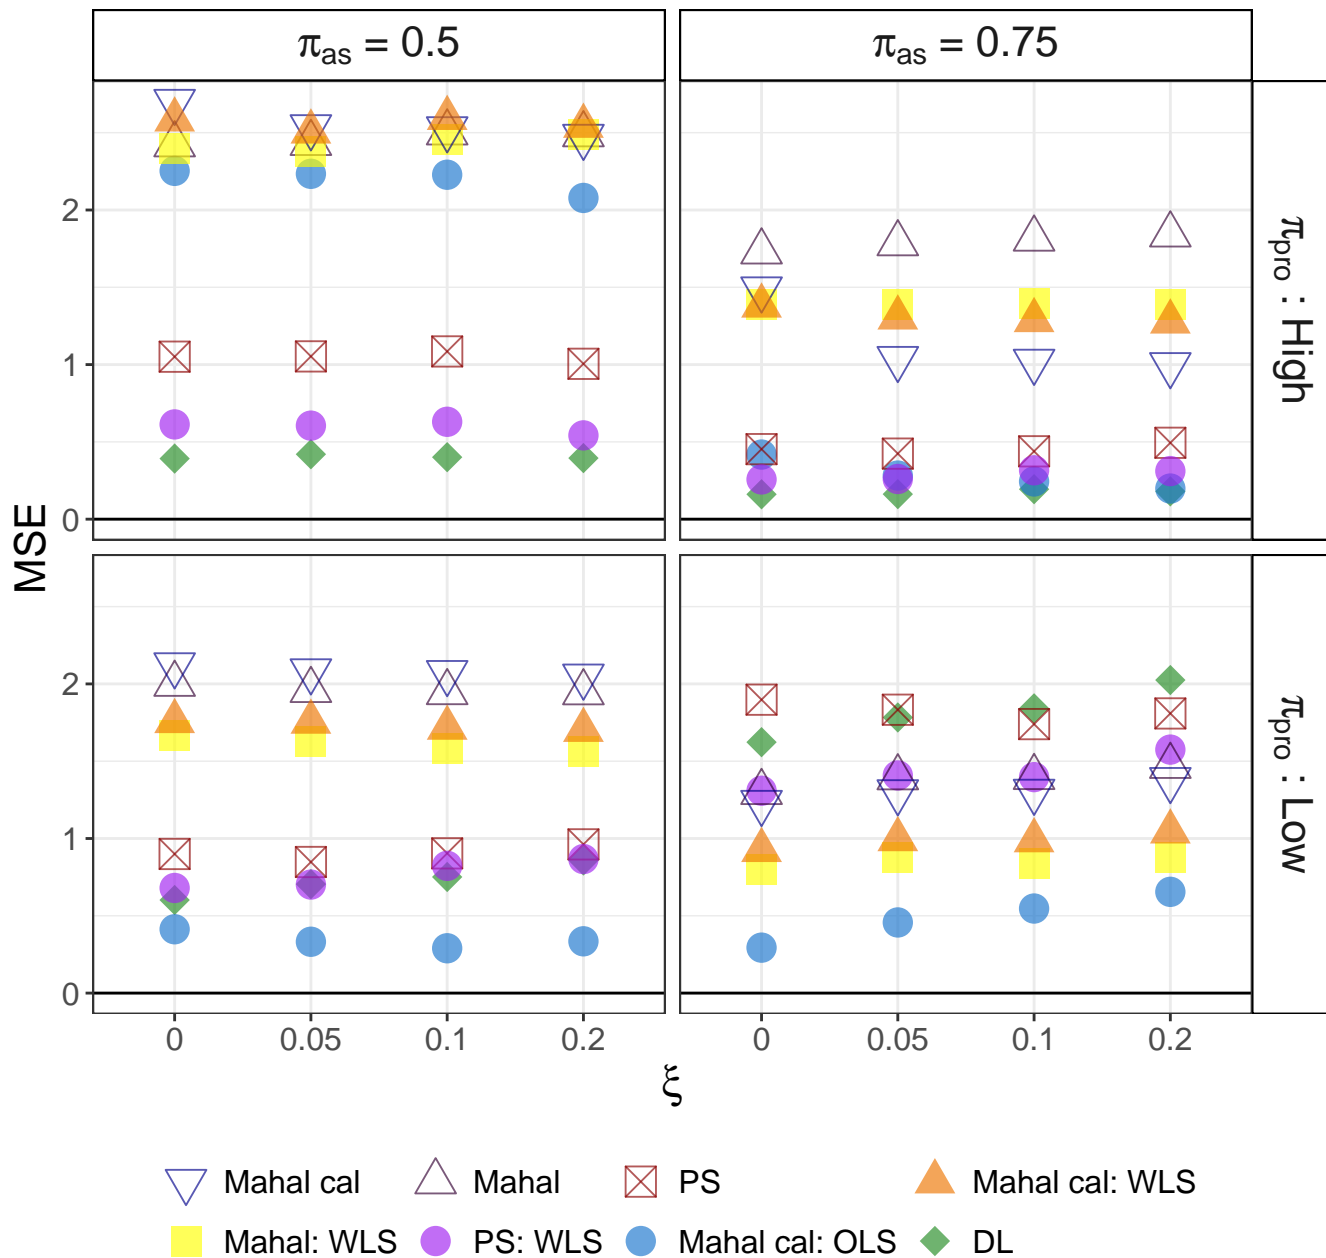 π_as = 0.5
π_as = 0.75
2
1
0
π_pro : High
MSE
2
1
0
π_pro : Low
0 0.05 0.1 0.2
0 0.05 0.1 0.2
ξ
Mahal cal Mahal PS Mahal cal: WLS
Mahal: WLS PS: WLS Mahal cal: OLS DL